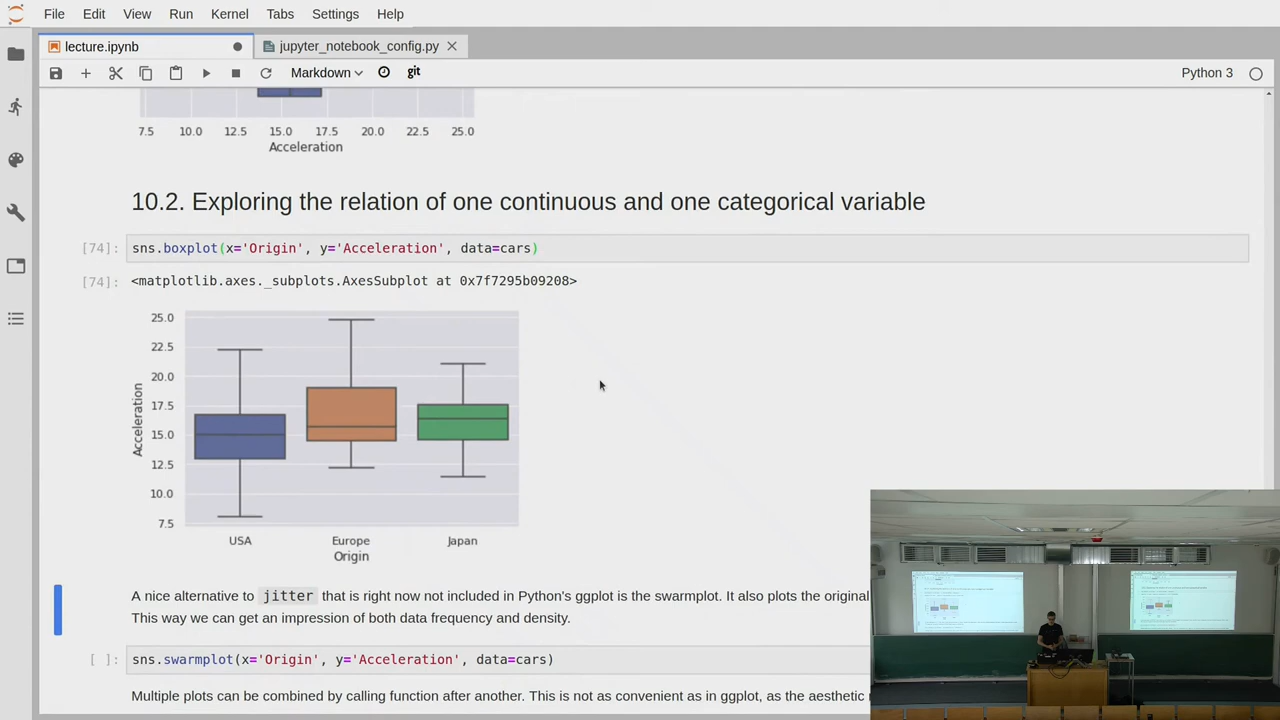 File Edit View Run Kernel Tabs Settings Help
lecture.ipynb
jupyter_notebook_config.py
Markdown
git
Python 3
7.5 10.0 12.5 15.0 17.5 20.0 22.5 25.0
Acceleration
10.2. Exploring the relation of one continuous and one categorical variable
[74]: sns.boxplot(x='Origin', y='Acceleration', data=cars)
[74]: <matplotlib.axes._subplots.AxesSubplot at 0x7f7295b09208>
25.0
22.5
20.0
17.5
15.0
12.5
10.0
7.5
Acceleration
USA Europe Japan
Origin
A nice alternative to jitter that is right now not included in Python's ggplot is the swarmplot. It also plots the original
This way we can get an impression of both data frequency and density.
[ ]: sns.swarmplot(x='Origin', y='Acceleration', data=cars)
Multiple plots can be combined by calling function after another. This is not as convenient as in ggplot, as the aesthetic